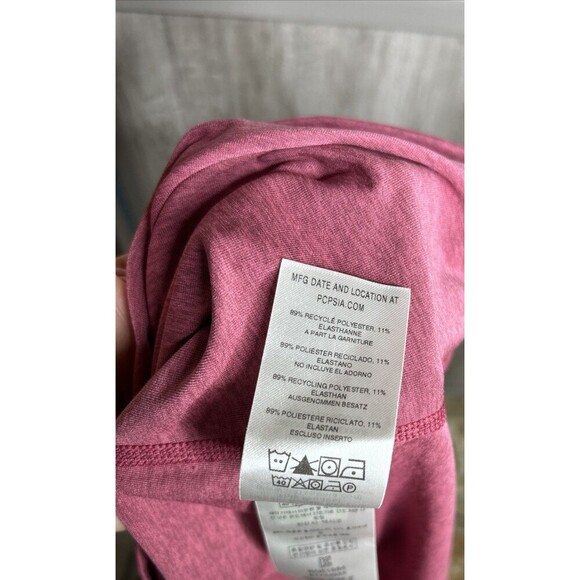 MFG DATE AND LOCATION AT
PCPSIA.COM
89% RECYCLÉ POLYESTER, 11%
ELASTHANNE
A PART LA GARNITURE
89% POLIÉSTER RECICLADO, 11%
ELASTANO
NO INCLUYE EL ADORNO
89% RECYCLING POLYESTER, 11%
ELASTHAN
AUSGENOMMEN BESATZ
89% POLIESTERE RICICLATO, 11%
ELASTAN
ESCLUSO INSERTO
40 P